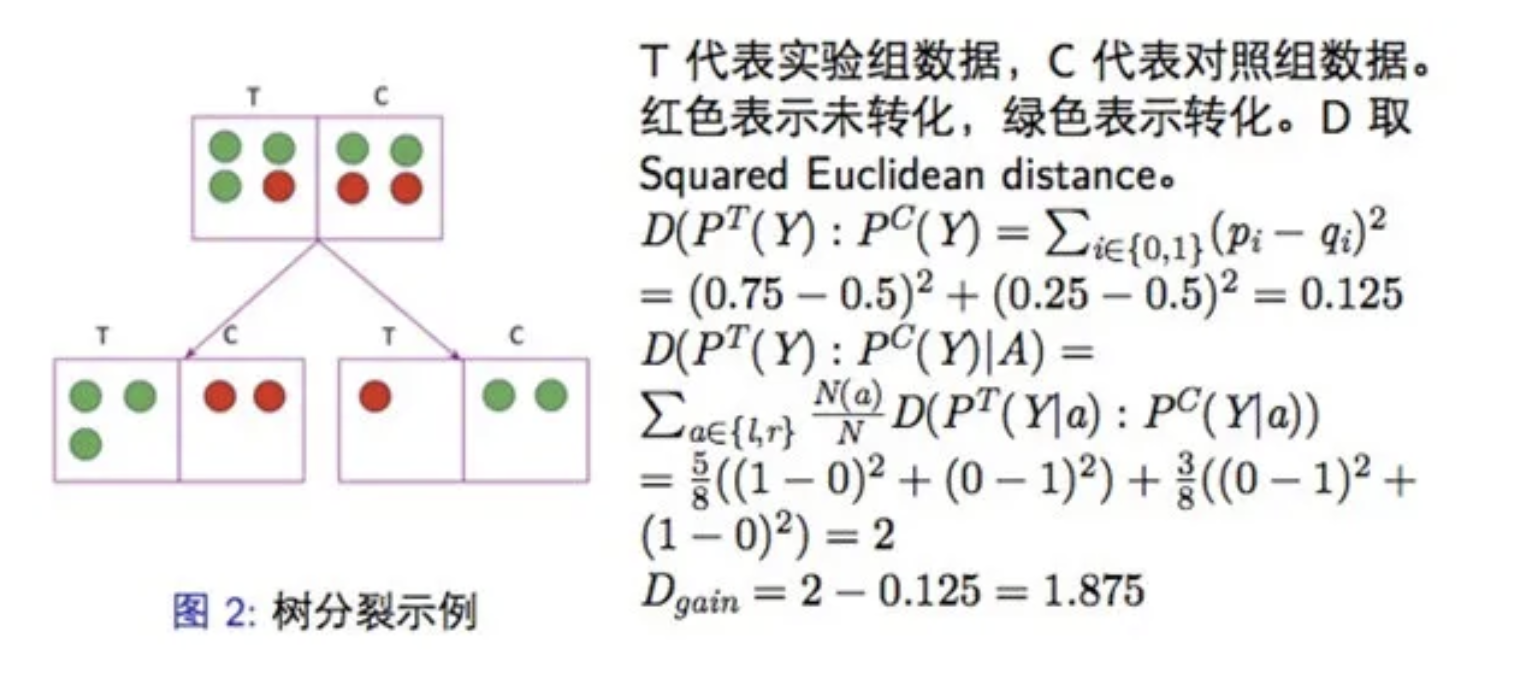 T C
T C T C
图 2: 树分裂示例
T 代表实验组数据，C 代表对照组数据。
红色表示未转化，绿色表示转化。D 取
Squared Euclidean distance。
$D(P^T(Y) : P^C(Y) = \sum_{i \in \{0,1\}} (p_i - q_i)^2$
$= (0.75 - 0.5)^2 + (0.25 - 0.5)^2 = 0.125$
$D(P^T(Y) : P^C(Y)|A) =$
$\sum_{a \in \{l,r\}} \frac{N(a)}{N} D(P^T(Y|a) : P^C(Y|a))$
$= \frac{5}{8}((1 - 0)^2 + (0 - 1)^2) + \frac{3}{8}((0 - 1)^2 +$
$(1 - 0)^2) = 2$
$D_{gain} = 2 - 0.125 = 1.875$